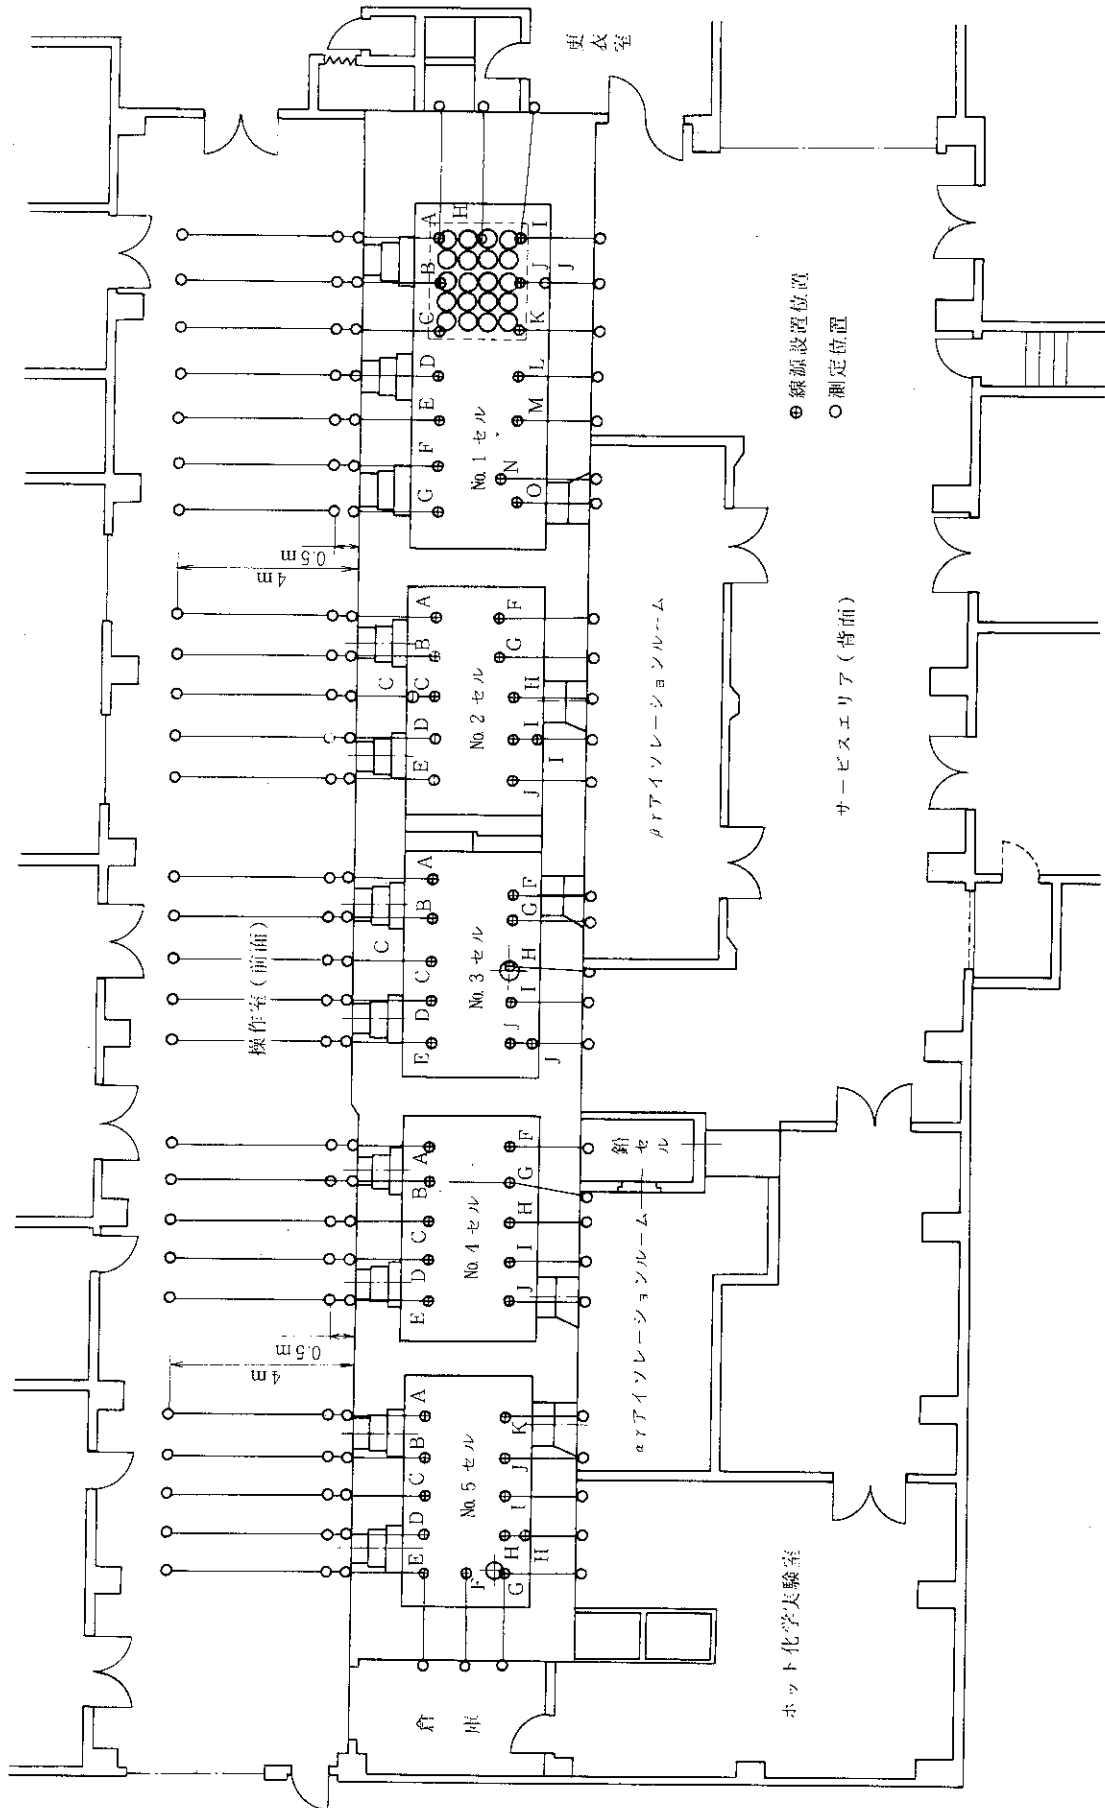 操作室(前面)
4m
0.5m
4m
0.5m
No.5セル
E
D
C
B
A
F
G
H
H
I
J
K
No.4セル
E
D
C
B
A
J
I
H
G
F
No.3セル
E
D
C
C
B
A
J
J
I
H
G
F
No.2セル
E
D
C
C
B
A
J
I
I
H
G
F
No.1セル
G
F
E
D
C
B
A
H
O
N
M
L
K
J
J
I
倉庫
ホット化学実験室
αγアイソレーションルーム
鉛セル
βγアイソレーションルーム
サービスエリア(背面)
更衣室
⊕ 線源設置位置
○ 測定位置